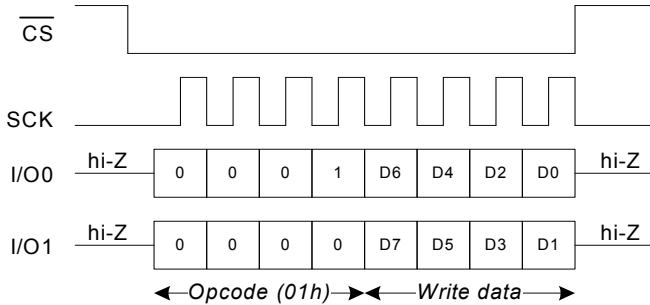 CS
SCK
hi-Z hi-Z
I/O0 0 0 0 1 D6 D4 D2 D0
hi-Z hi-Z
I/O1 0 0 0 0 D7 D5 D3 D1
Opcode (01h) Write data